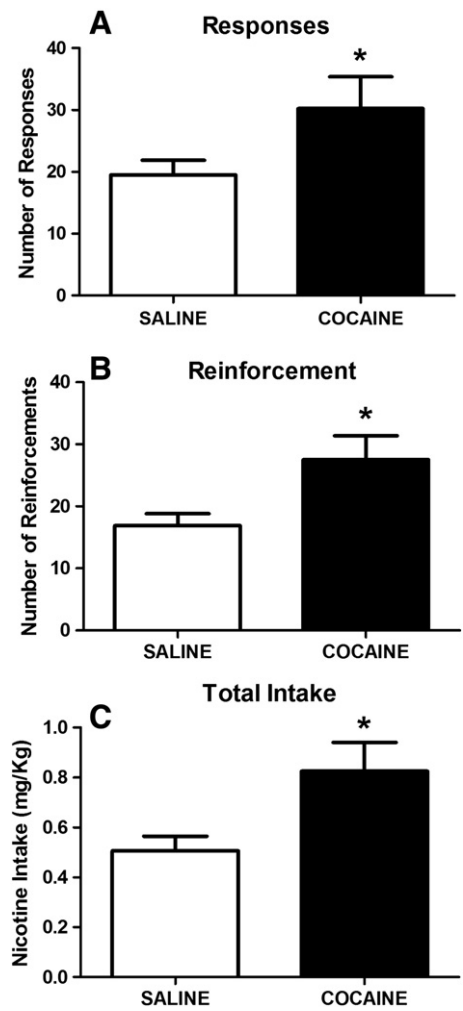 A
Responses
Number of Responses
40
30
20
10
0
*
SALINE
COCAINE
B
Reinforcement
Number of Reinforcements
40
30
20
10
0
*
SALINE
COCAINE
C
Total Intake
Nicotine Intake (mg/Kg)
1.0
0.8
0.6
0.4
0.2
0.0
*
SALINE
COCAINE